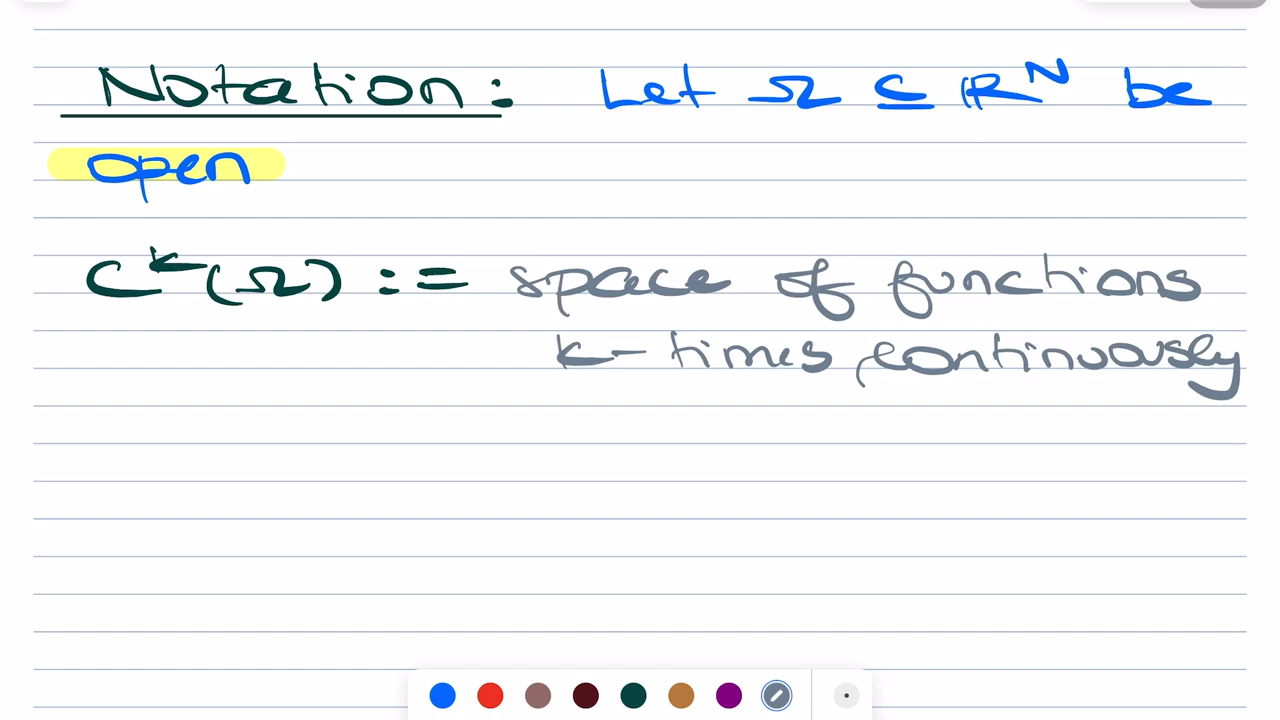 Notation: Let Ω ⊆ ℝᴺ be
open
Cᵏ(Ω) := space of functions
k-times continuously